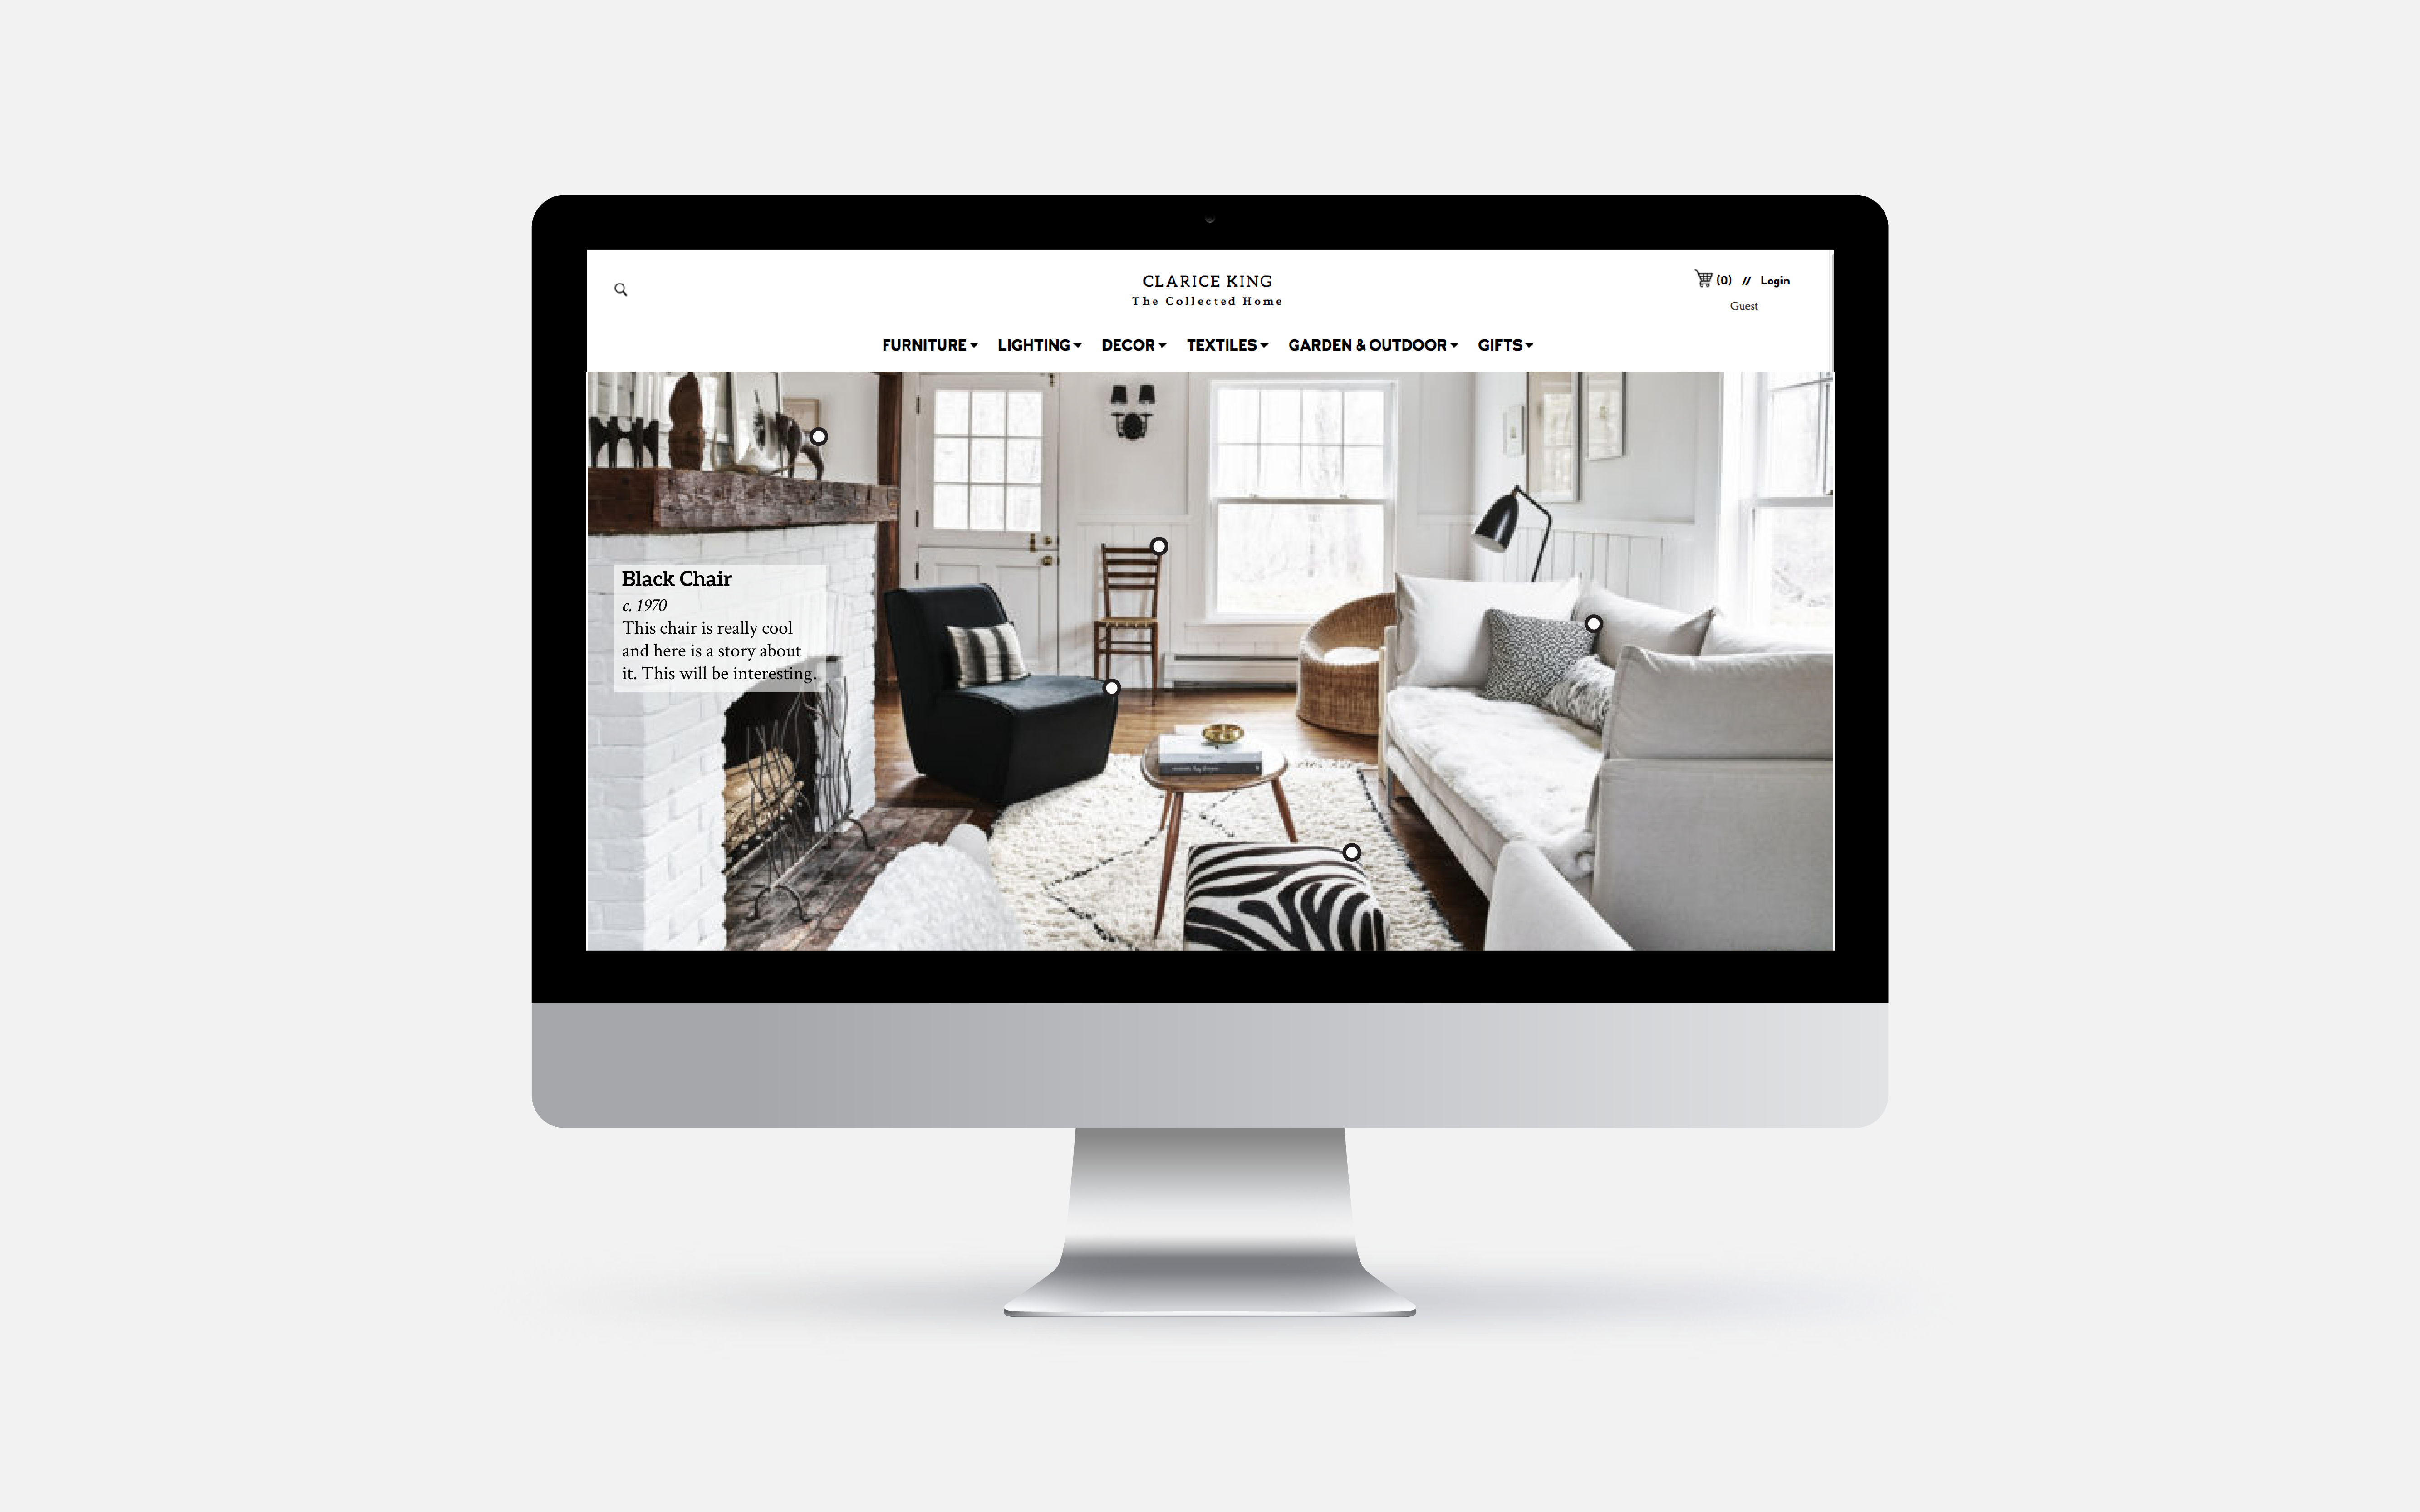 CLARICE KING
The Collected Home
(0) // Login
Guest
FURNITURE LIGHTING DECOR TEXTILES GARDEN & OUTDOOR GIFTS
Black Chair
c. 1970
This chair is really cool
and here is a story about
it. This will be interesting.